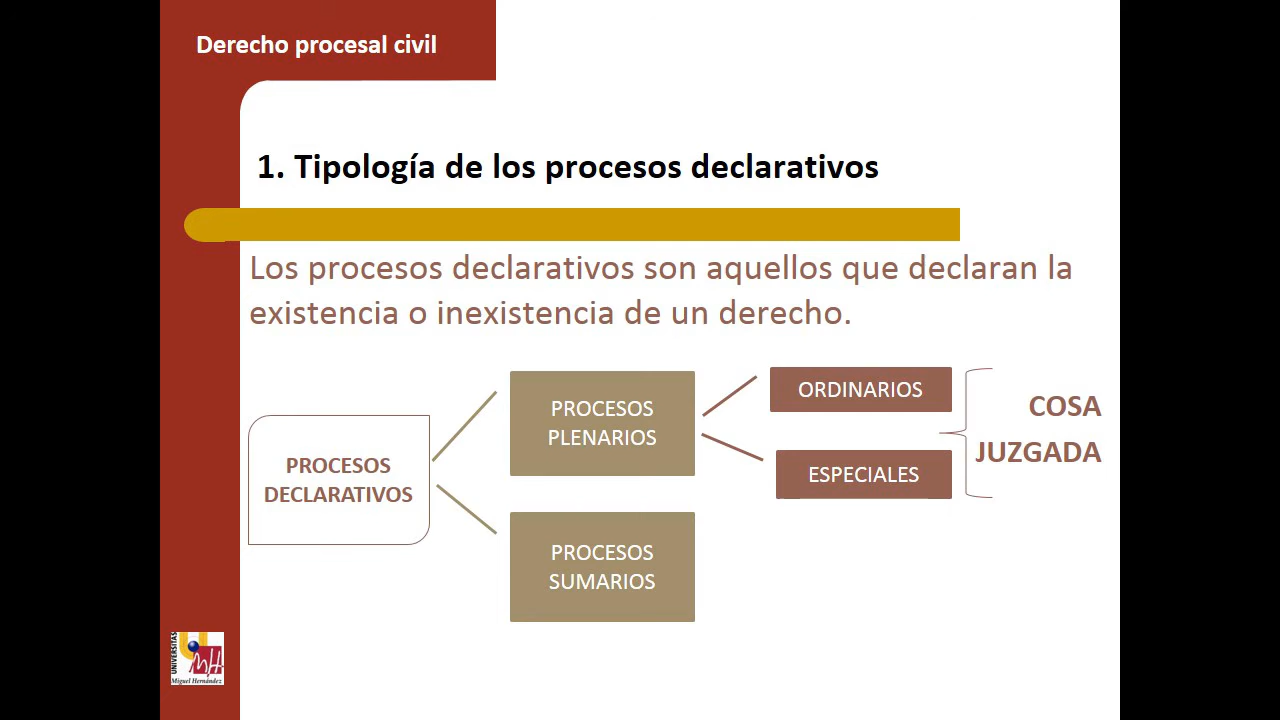 Derecho procesal civil
1. Tipología de los procesos declarativos
Los procesos declarativos son aquellos que declaran la
existencia o inexistencia de un derecho.
PROCESOS
DECLARATIVOS
PROCESOS
PLENARIOS
PROCESOS
SUMARIOS
ORDINARIOS
ESPECIALES
COSA
JUZGADA
UNIVERSITAS
Miguel Hernández